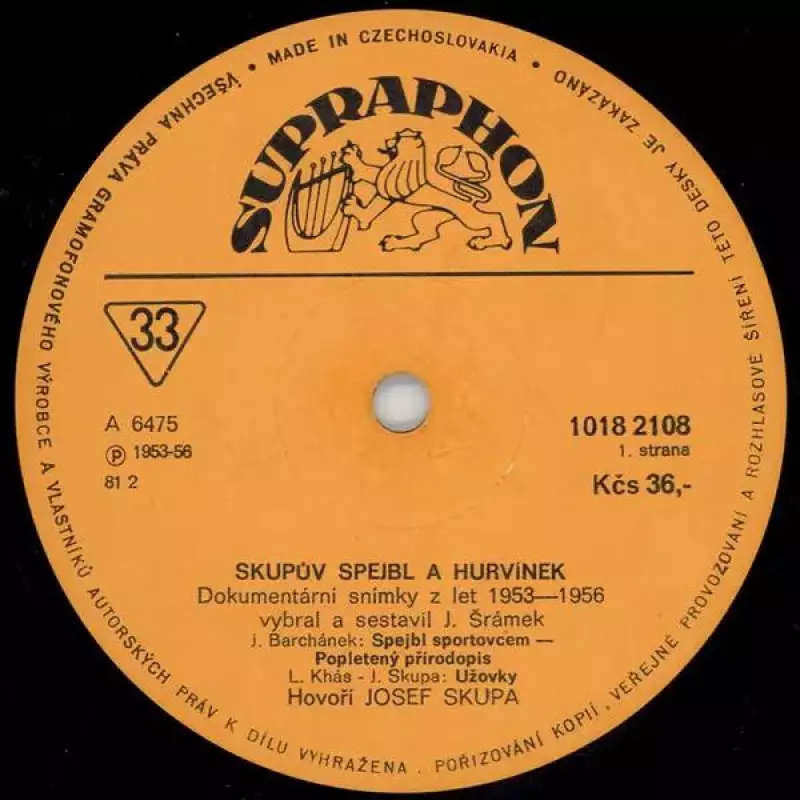 VŠECHNA PRÁVA GRAMOFONOVÉHO VÝROBCE A VLASTNÍKŮ AUTORSKÝCH PRÁV K DÍLU VYHRAŽENA . POŘIZOVÁNÍ KOPIÍ , VEŘEJNÉ PROVOZOVÁNÍ A ROZHLASOVÉ ŠÍŘENÍ TÉTO DESKY JE ZAKÁZÁNO
• MADE IN CZECHOSLOVAKIA •
SUPRAPHON
33
A 6475
Ⓟ 1953-56
81 2
1018 2108
1. strana
Kčs 36,-
SKUPŮV SPEJBL A HURVÍNEK
Dokumentární snímky z let 1953—1956
vybral a sestavil J. Šrámek
J. Barchánek: Spejbl sportovcem —
Popletený přírodopis
L. Khás - J. Skupa: Užovky
Hovoří JOSEF SKUPA